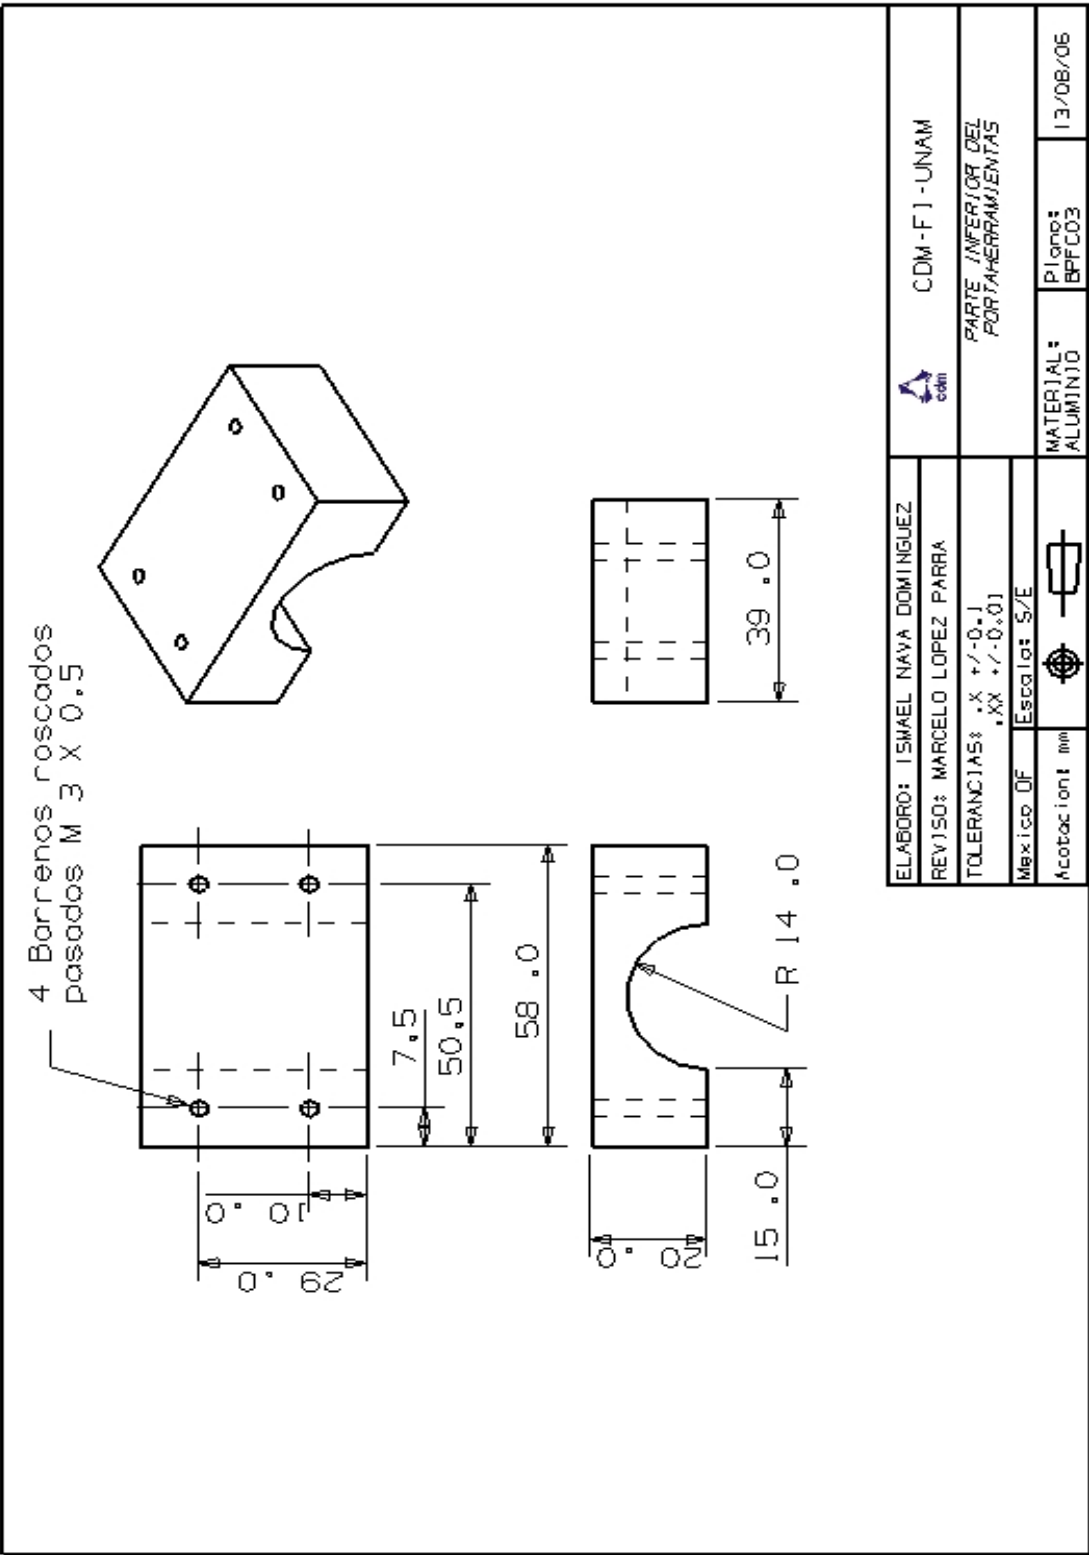 4 Barrenos roscados
pasados M 3 X 0.5
29 .0
10 .0
7.5
50.5
58 .0
20 .0
15 .0
R 14 .0
39 .0
ELABORO: ISMAEL NAVA DOMINGUEZ
REVISO: MARCELO LOPEZ PARRA
TOLERANCIAS: .X +/-0.1
.XX +/-0.01
Mexico DF
Escala: S/E
Acotacion: mm
cdm
CDM-FI-UNAM
PARTE INFERIOR DEL
PORTAHERRAMIENTAS
MATERIAL:
ALUMINIO
Plano:
BPFC03
13/08/06